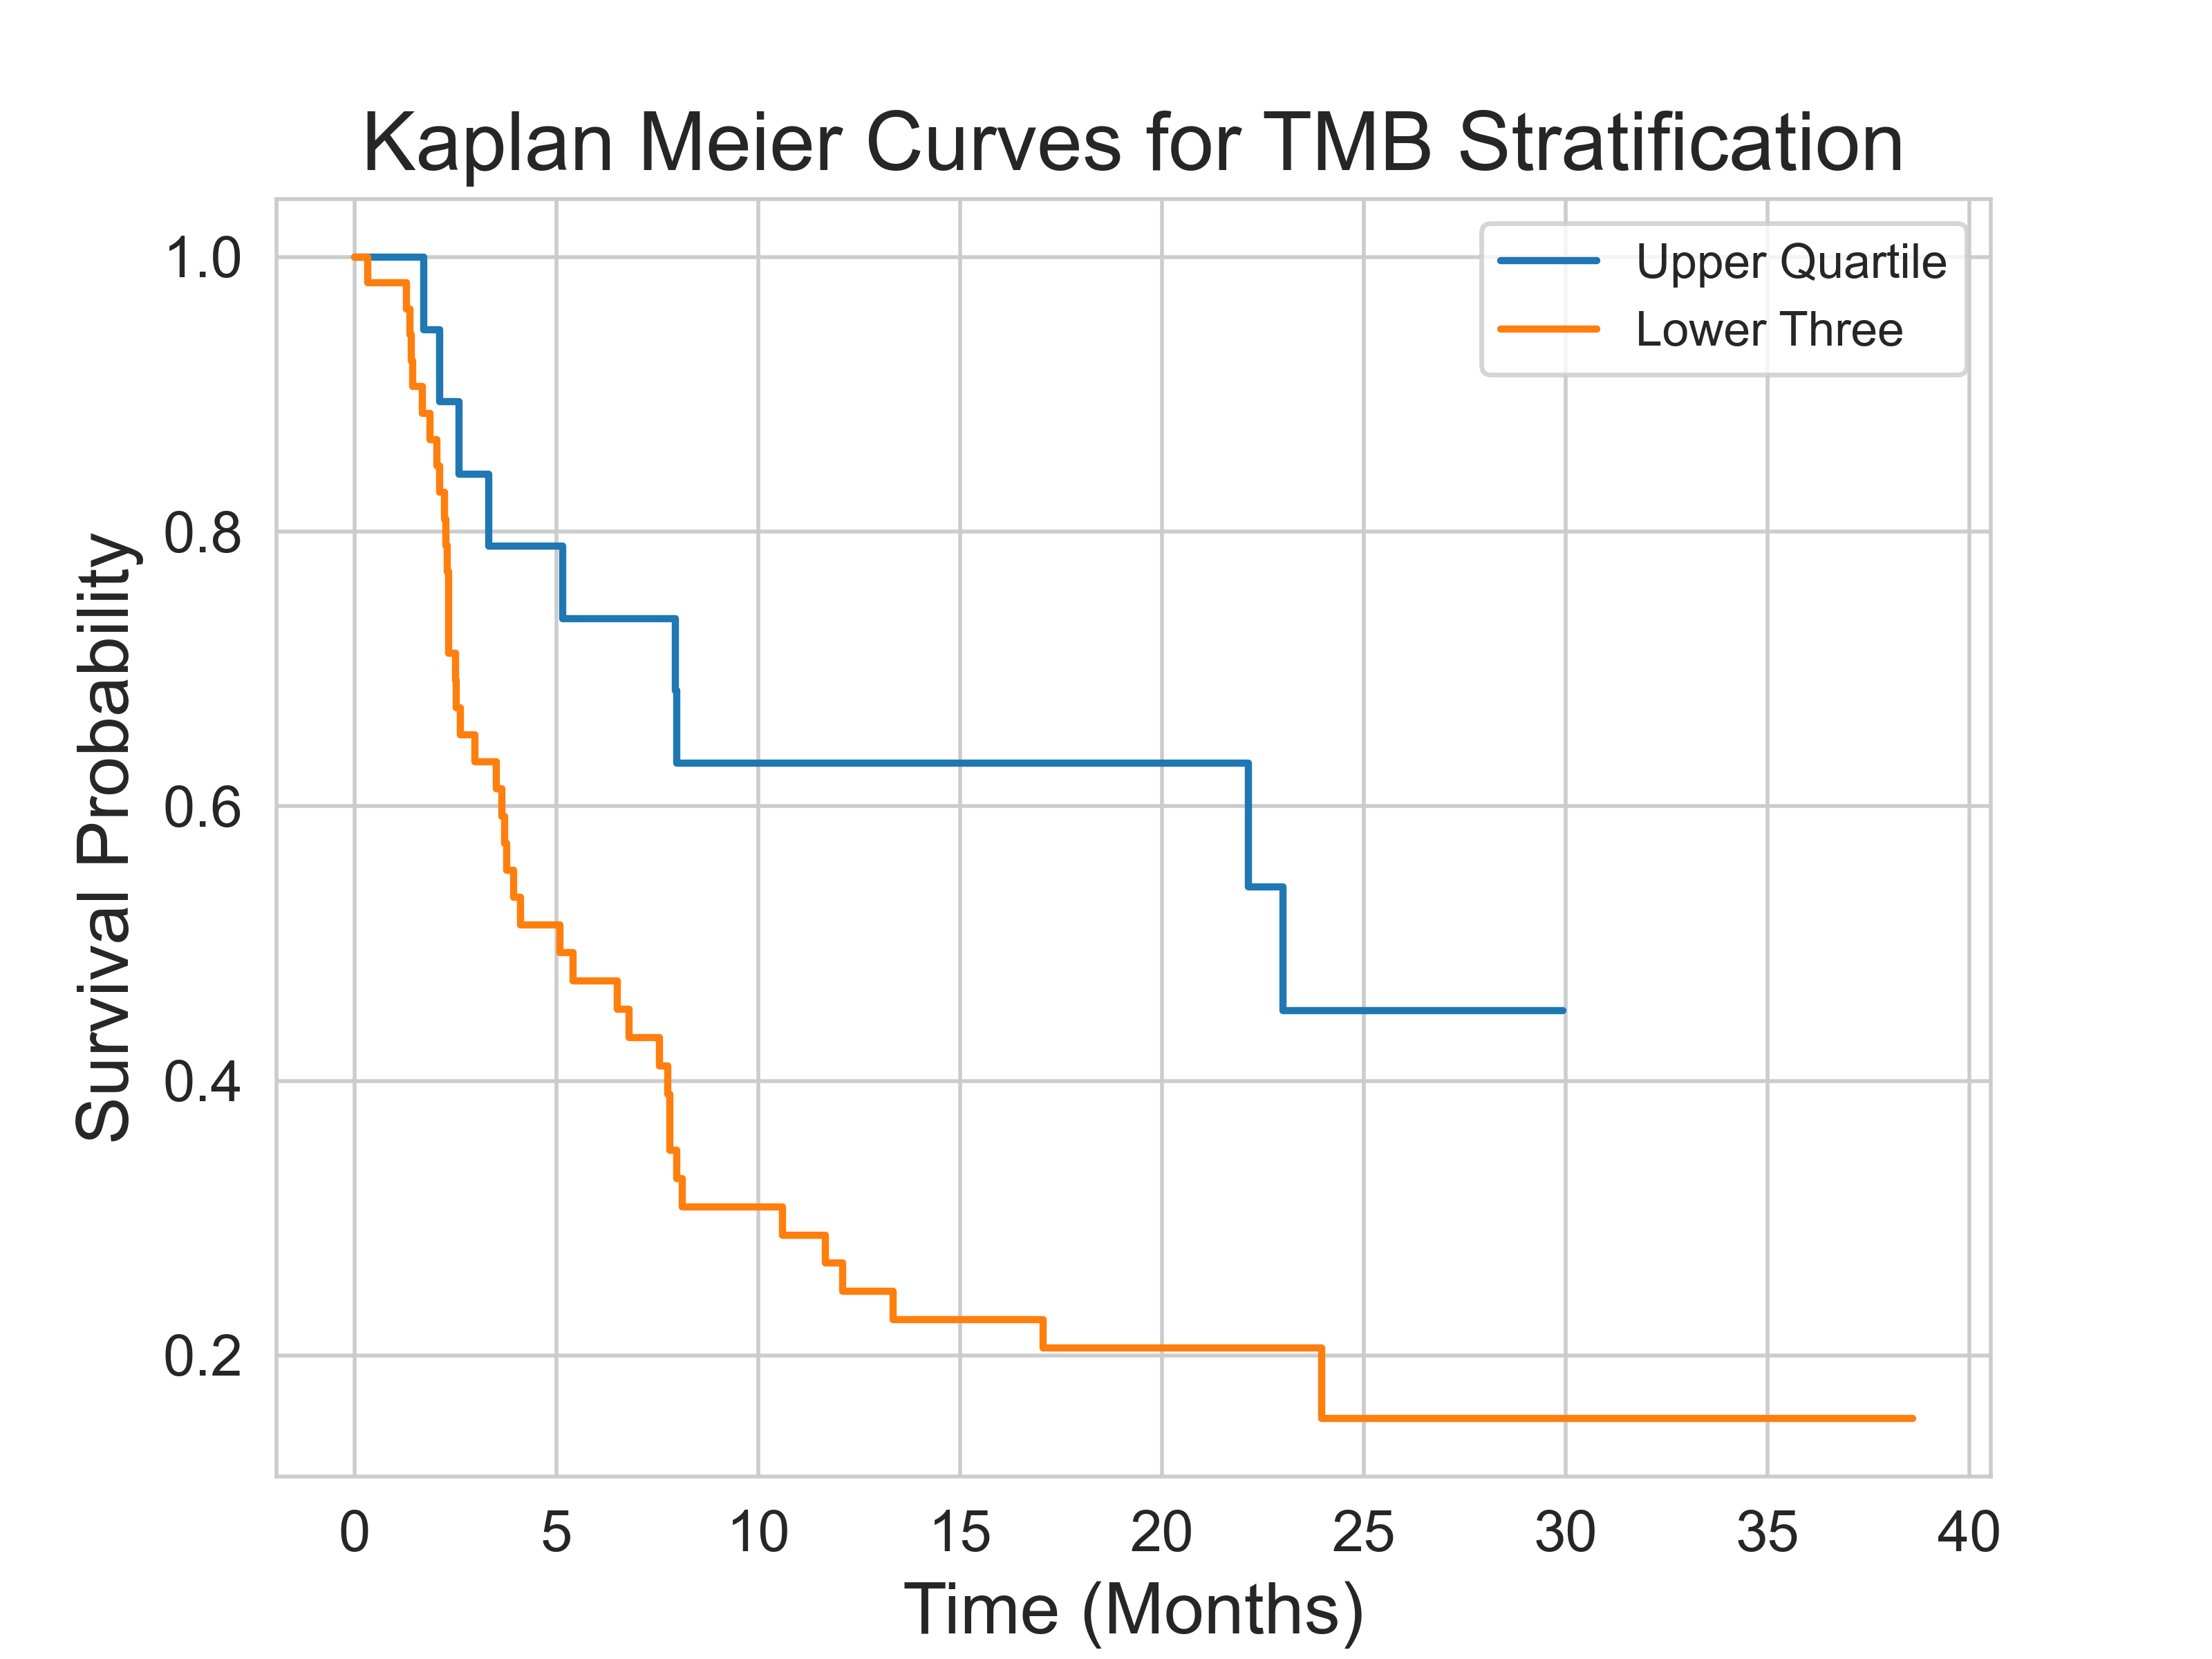 Kaplan Meier Curves for TMB Stratification
Upper Quartile
Lower Three
Survival Probability
1.0
0.8
0.6
0.4
0.2
0 5 10 15 20 25 30 35 40
Time (Months)